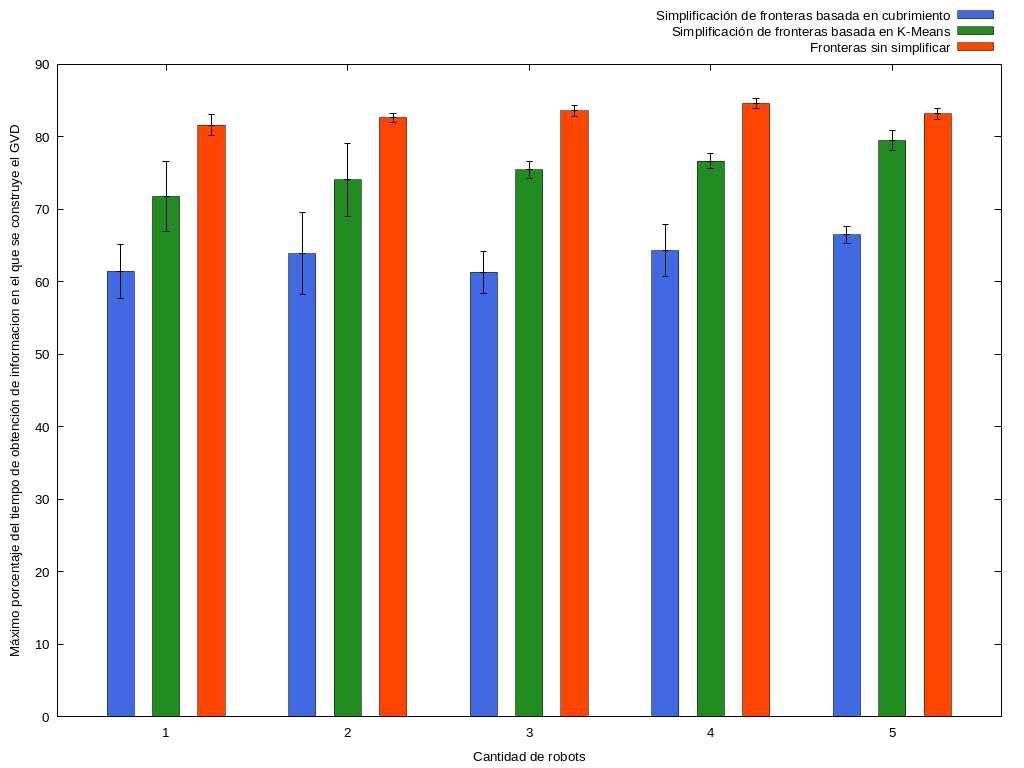 Simplificación de fronteras basada en cubrimiento
Simplificación de fronteras basada en K-Means
Fronteras sin simplificar
Máximo porcentaje del tiempo de obtención de informacion en el que se construye el GVD
90
80
70
60
50
40
30
20
10
0
1 2 3 4 5
Cantidad de robots